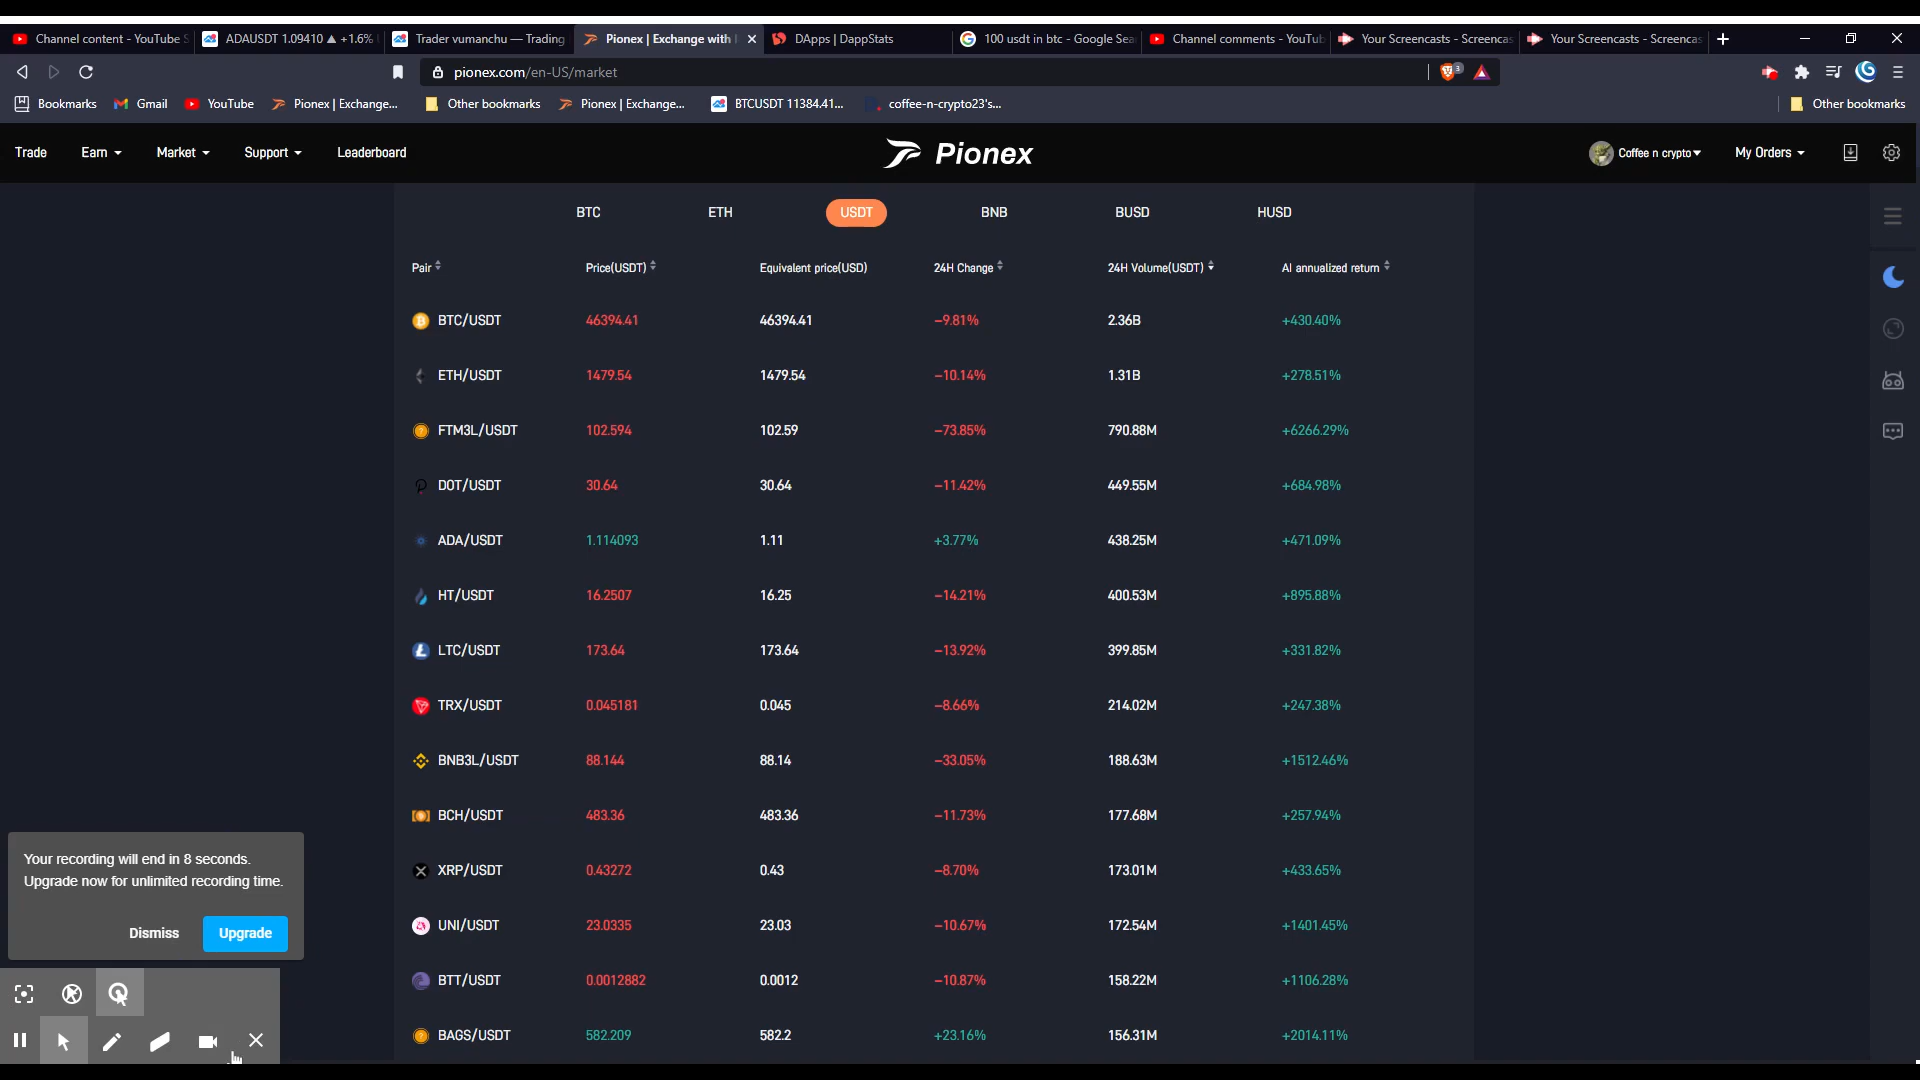 Channel content - YouTube S
ADAUSDT 1.09410 ▲ +1.6%
Trader vumanchu — Trading
Pionex | Exchange with
DApps | DappStats
100 usdt in btc - Google Sea
Channel comments - YouTub
Your Screencasts - Screencas
Your Screencasts - Screencas
pionex.com/en-US/market
3
Bookmarks
Gmail
YouTube
Pionex | Exchange...
Other bookmarks
Pionex | Exchange...
BTCUSDT 11384.41...
coffee-n-crypto23's...
Other bookmarks
Trade
Earn
Market
Support
Leaderboard
Pionex
Coffee n crypto
My Orders
BTC ETH USDT BNB BUSD HUSD
Pair Price(USDT) Equivalent price(USD) 24H Change 24H Volume(USDT) AI annualized return
BTC/USDT 46394.41 46394.41 -9.81% 2.36B +430.40%
ETH/USDT 1479.54 1479.54 -10.14% 1.31B +278.51%
FTM3L/USDT 102.594 102.59 -73.85% 790.88M +6266.29%
DOT/USDT 30.64 30.64 -11.42% 449.55M +684.98%
ADA/USDT 1.114093 1.11 +3.77% 438.25M +471.09%
HT/USDT 16.2507 16.25 -14.21% 400.53M +895.88%
LTC/USDT 173.64 173.64 -13.92% 399.85M +331.82%
TRX/USDT 0.045181 0.045 -8.66% 214.02M +247.38%
BNB3L/USDT 88.144 88.14 -33.05% 188.63M +1512.46%
BCH/USDT 483.36 483.36 -11.73% 177.68M +257.94%
XRP/USDT 0.43272 0.43 -8.70% 173.01M +433.65%
UNI/USDT 23.0335 23.03 -10.67% 172.54M +1401.45%
BTT/USDT 0.0012882 0.0012 -10.87% 158.22M +1106.28%
BAGS/USDT 582.209 582.2 +23.16% 156.31M +2014.11%
Your recording will end in 8 seconds.
Upgrade now for unlimited recording time.
Dismiss
Upgrade